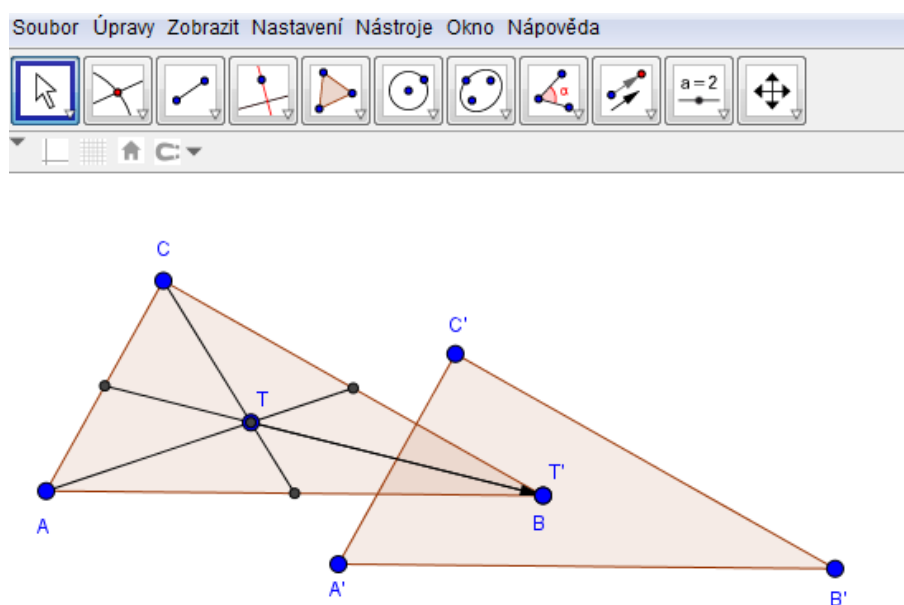 Soubor Úpravy Zobrazit Nastavení Nástroje Okno Nápověda
α
a=2
C
C'
T
T'
A
B
A'
B'